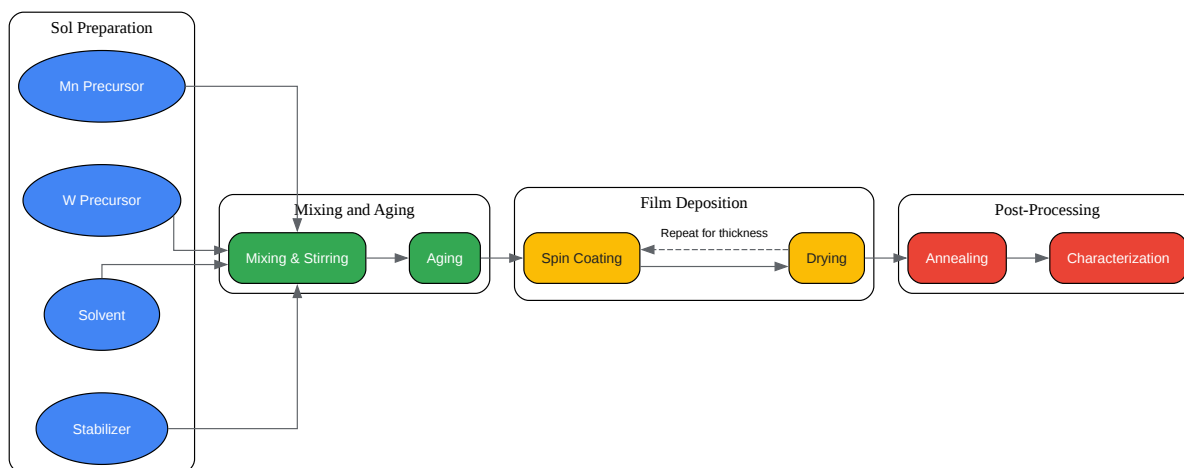 Sol Preparation
Mn Precursor
W Precursor
Solvent
Stabilizer
Mixing and Aging
Mixing & Stirring
Aging
Film Deposition
Repeat for thickness
Spin Coating
Drying
Post-Processing
Annealing
Characterization